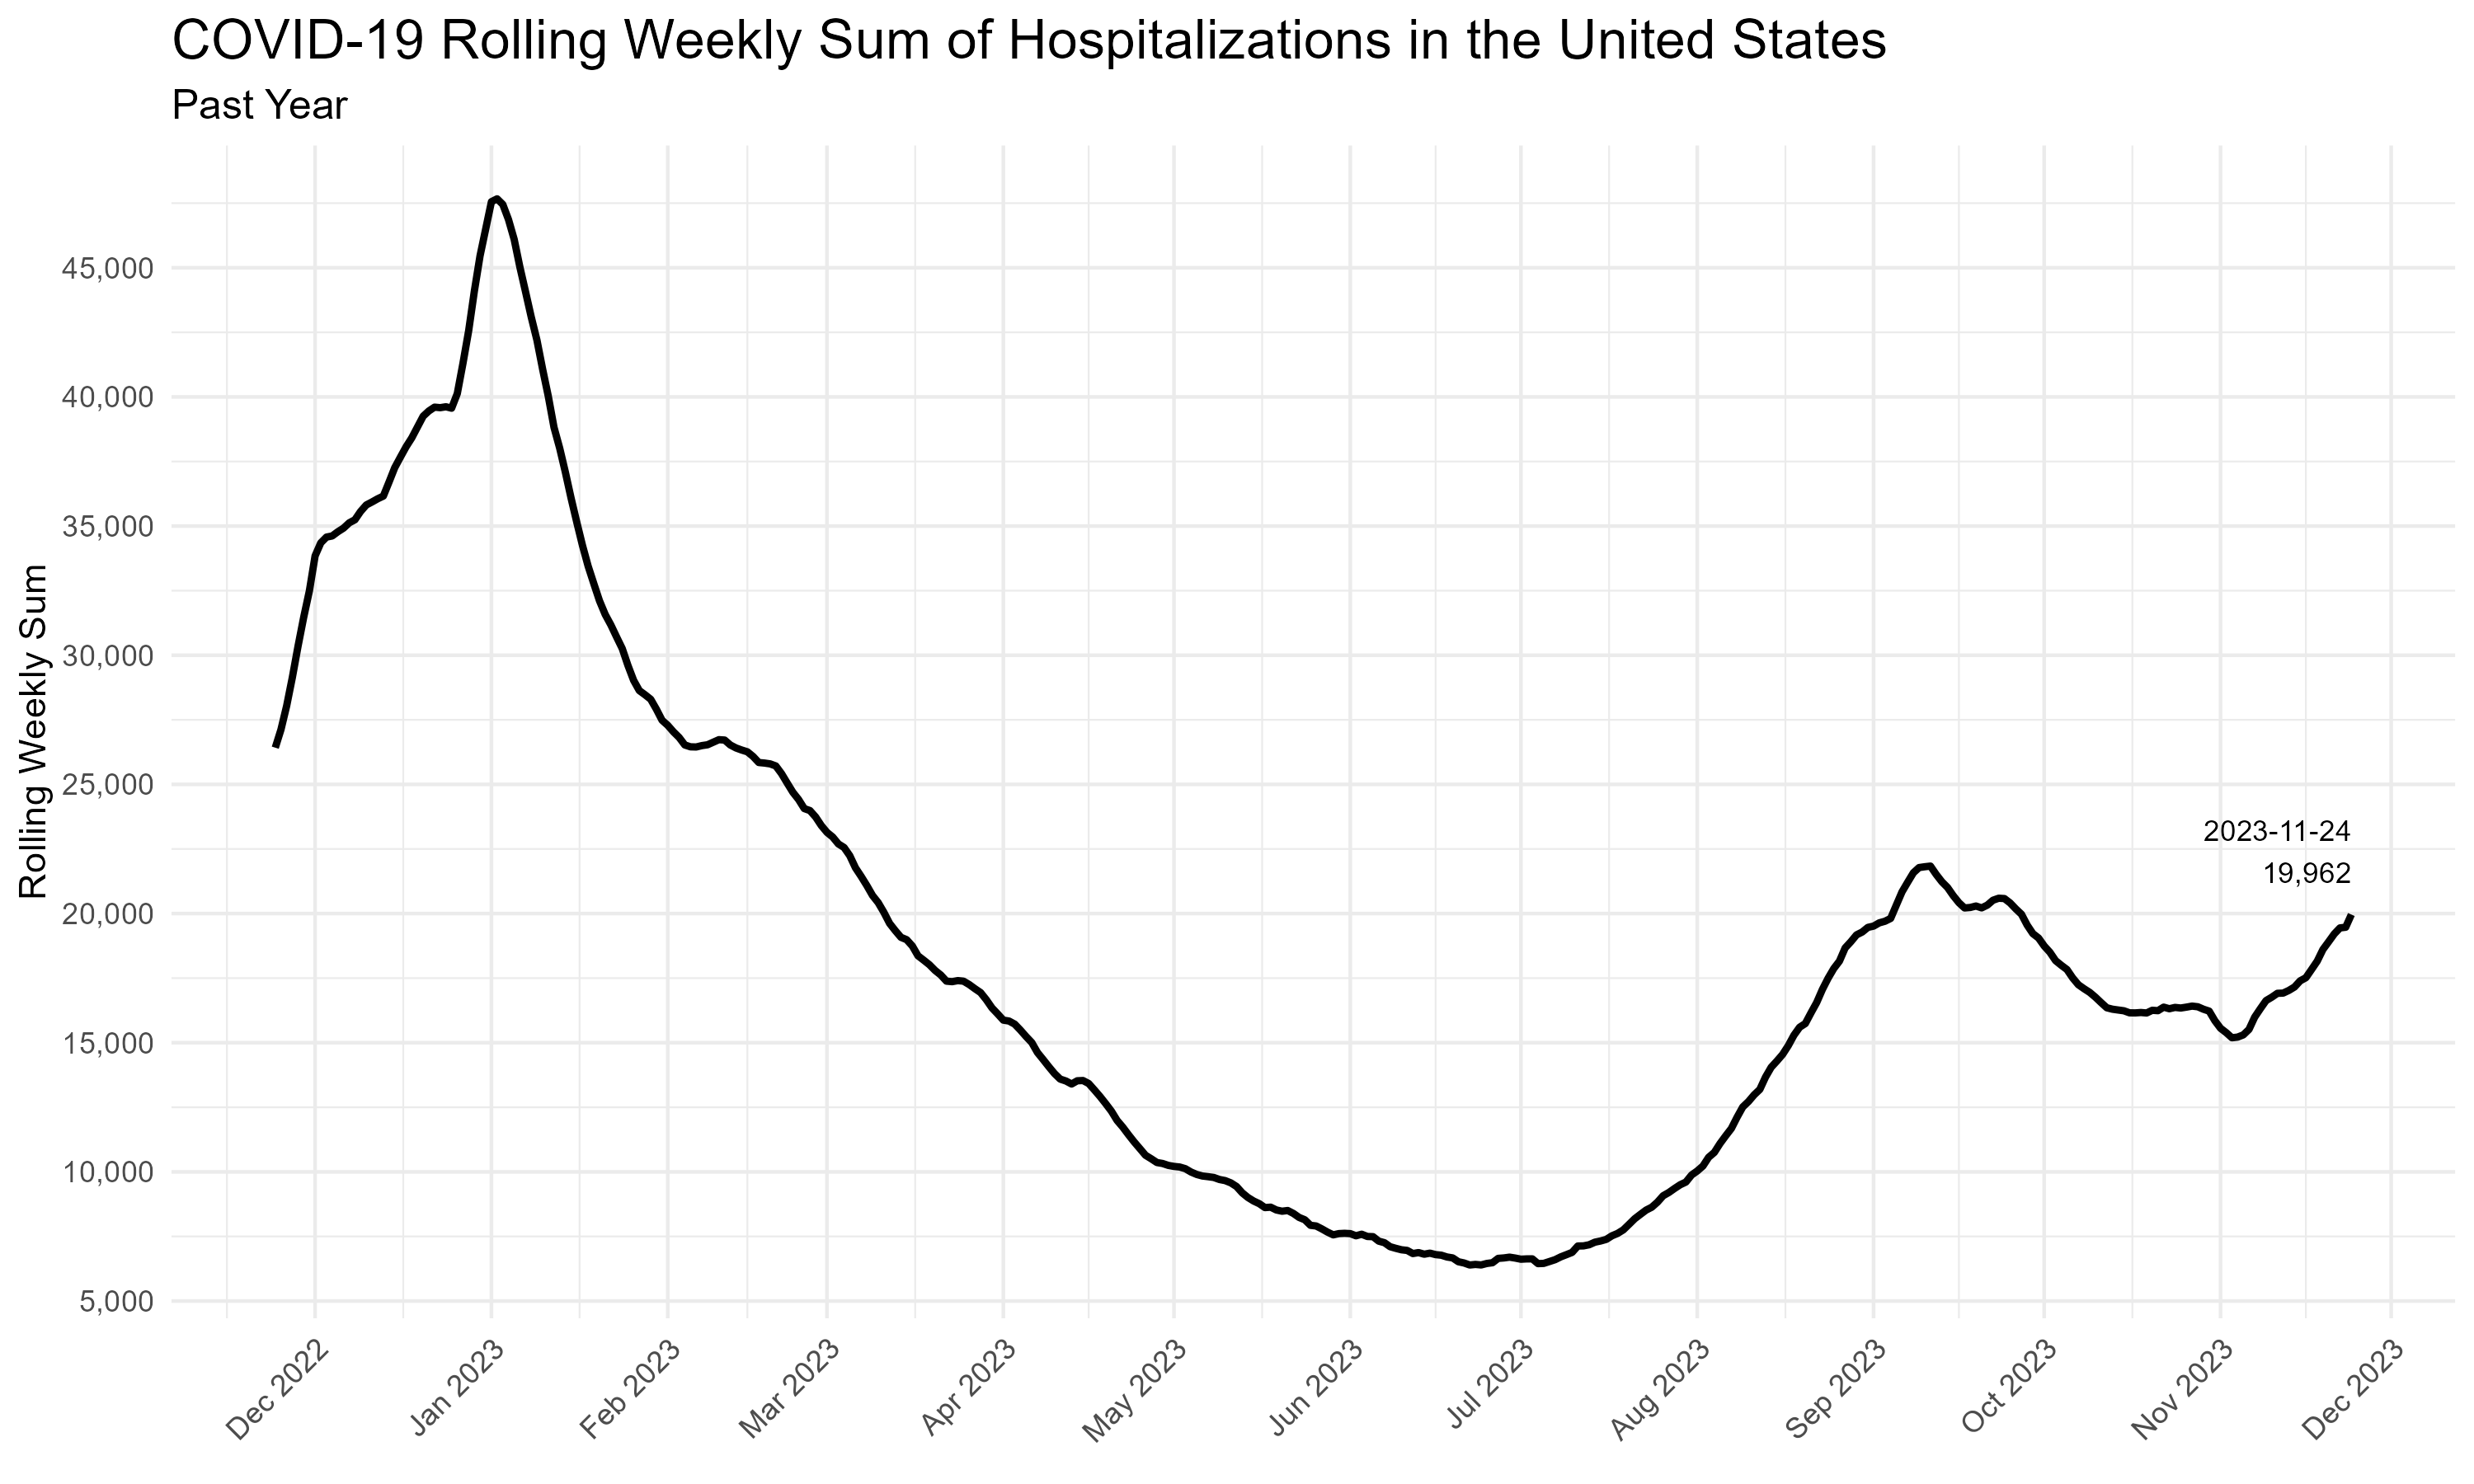 COVID-19 Rolling Weekly Sum of Hospitalizations in the United States
Past Year
Rolling Weekly Sum
45,000
40,000
35,000
30,000
25,000
20,000
15,000
10,000
5,000
2023-11-24
19,962
Dec 2022
Jan 2023
Feb 2023
Mar 2023
Apr 2023
May 2023
Jun 2023
Jul 2023
Aug 2023
Sep 2023
Oct 2023
Nov 2023
Dec 2023